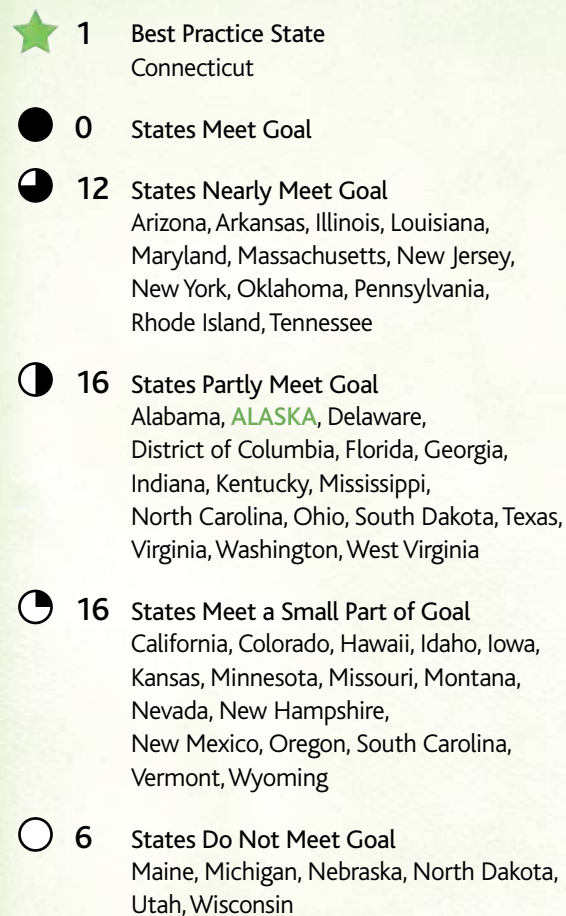 1 Best Practice State
Connecticut
0 States Meet Goal
12 States Nearly Meet Goal
Arizona, Arkansas, Illinois, Louisiana,
Maryland, Massachusetts, New Jersey,
New York, Oklahoma, Pennsylvania,
Rhode Island, Tennessee
16 States Partly Meet Goal
Alabama, ALASKA, Delaware,
District of Columbia, Florida, Georgia,
Indiana, Kentucky, Mississippi,
North Carolina, Ohio, South Dakota, Texas,
Virginia, Washington, West Virginia
16 States Meet a Small Part of Goal
California, Colorado, Hawaii, Idaho, Iowa,
Kansas, Minnesota, Missouri, Montana,
Nevada, New Hampshire,
New Mexico, Oregon, South Carolina,
Vermont, Wyoming
6 States Do Not Meet Goal
Maine, Michigan, Nebraska, North Dakota,
Utah, Wisconsin